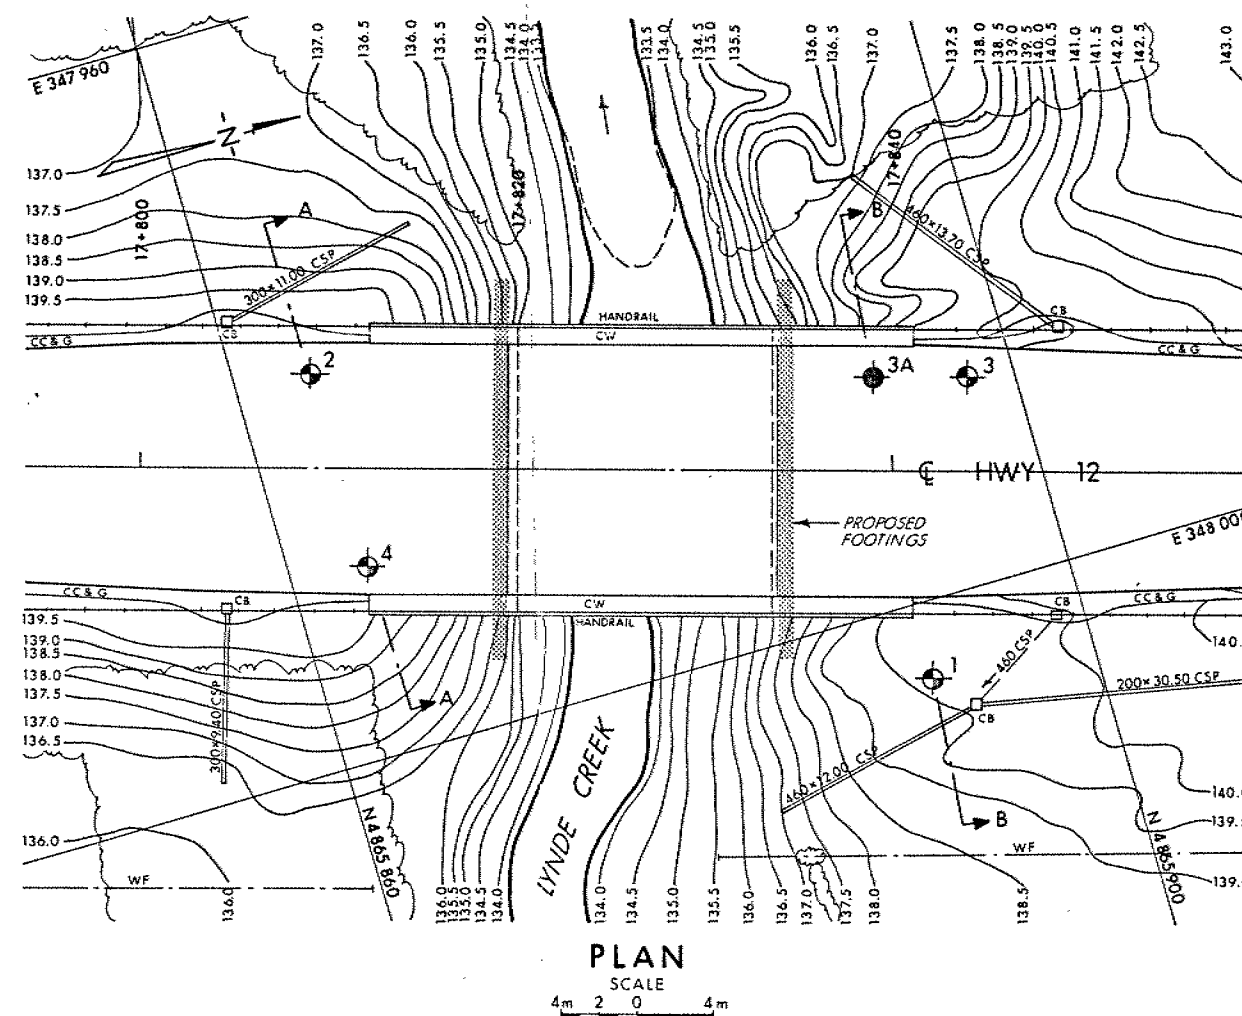 137.0
136.5
136.0
135.5
135.0
134.5
134.0
133.5
133.5
134.0
134.5
135.0
135.5
136.0
136.5
137.0
137.5
138.0
138.5
139.0
139.5
140.0
140.5
141.0
141.5
142.0
142.5
143.0
E 347 960
N
137.0
137.5
138.0
138.5
139.0
139.5
17+800
17+820
17+840
A
B
300×11.00 CSP
460×13.70 CSP
CB
CB
HANDRAIL
CW
CC & G
CC & G
2
3A
3
℄ HWY 12
PROPOSED
FOOTINGS
E 348 00
4
CC & G
CB
CW
HANDRAIL
CB
CC & G
139.5
139.0
138.5
138.0
137.5
137.0
136.5
136.0
140.
300×9.40 CSP
A
1
460 CSP
200×30.50 CSP
CB
460×12.00 CSP
B
LYNDE CREEK
140.0
139.5
139.
N 4 865 860
N 4 865 900
WF
WF
136.0
136.0
135.5
135.0
134.5
134.0
134.0
134.5
135.0
135.5
136.0
136.5
137.0
137.5
138.0
138.5
PLAN
SCALE
4m 2 0 4m